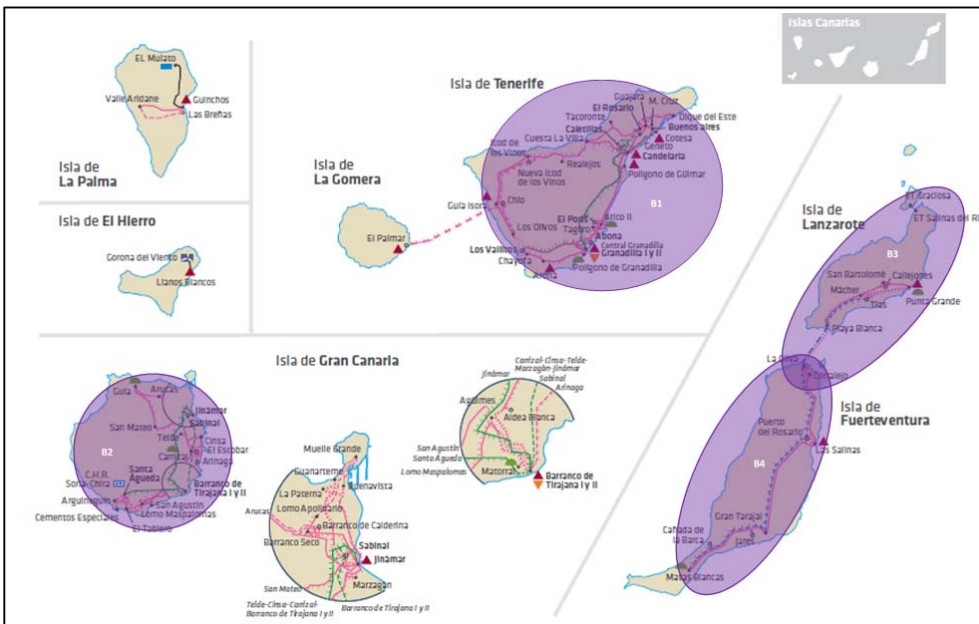 Islas Canarias
EL Mulato
Valle Aridane
Guinchos
Las Breñas
Isla de
La Palma
Isla de El Hierro
Gorona del Viento
Llanos Blancos
Isla de
La Gomera
El Palmar
Isla de Tenerife
Guajara
M. Cruz
El Rosario
Tacoronte
Dique del Este
Caletillas
Buenos aires
Cuesta La Villa
Cotesa
Icod de
los Vinos
Geneto
Candelaria
Realejos
Nueva Icod
de los Vinos
Polígono de Güímar
Guía Isora
Chío
B1
El Porís
Arico II
Tagoro
Los Olivos
Abona
Los Vallitos
Central Granadilla
Granadilla I y II
Chayofa
Arona
Polígono de Granadilla
Isla de
Lanzarote
ET Graciosa
ET Salinas del
B3
San Bartolomé
Callejones
Mácher
Tías
Punta Grande
Playa Blanca
La Oliva
Corralejo
Isla de
Fuerteventura
Puerto
del Rosario
Las Salinas
B4
Gran Tarajal
Cañada de
la Barca
Jares
Matas Blancas
Isla de Gran Canaria
Guía
Arucas
Jinámar
Sabinal
San Mateo
Telde
Cinsa
El Escobar
Carrizal
Arinaga
B2
C.H.R.
Soria-Chira
Santa
Águeda
Barranco de
Tirajana I y II
Arguineguín
San Agustín
Lomo Maspalomas
Cementos Especiales
El Tablero
Muelle Grande
Guanarteme
Buenavista
La Paterna
Lomo Apolinario
Arucas
Barranco de Calderina
Barranco Seco
Sabinal
Jinámar
San Mateo
Marzagán
Telde-Cinsa-Carrizal-
Barranco de Tirajana I y II
Barranco de Tirajana I y II
Carrizal-Cinsa-Telde-
Marzagán-Jinámar
Jinámar
Sabinal
Arinaga
Agüimes
Aldea Blanca
San Agustín
Santa Águeda
Lomo Maspalomas
Matorral
Barranco de
Tirajana I y II